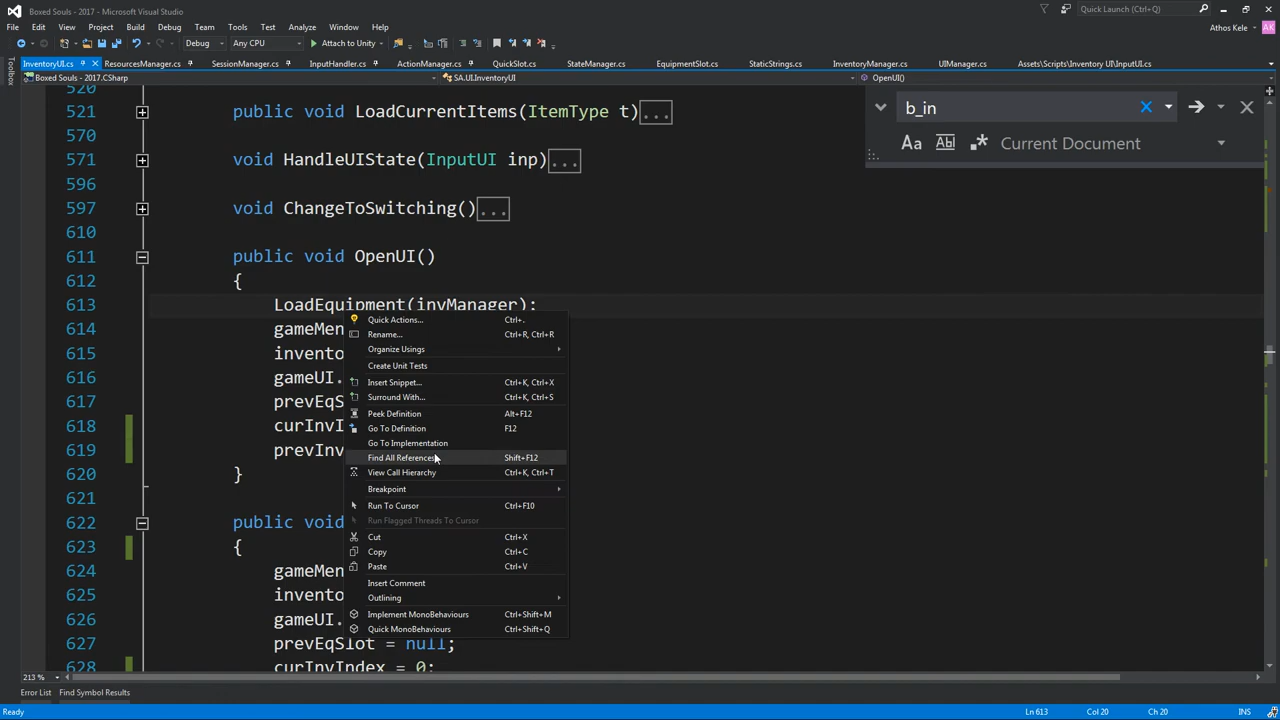 Boxed Souls - Microsoft Visual Studio
Quick Launch (Ctrl+Q)
File Edit View Project Build Debug Team Tools Test Analyze Window Help
Athos Kele AK
Debug Any CPU Attach to Unity
InventoryUI.cs ResourcesManager.cs SessionManager.cs InputHandler.cs ActionManager.cs QuickSlot.cs StateManager.cs EquipmentSlot.cs StaticStrings.cs InventoryManager.cs UIManager.cs Assets/Scripts/Inventory UI/InputUI.cs
Toolbox
Boxed Souls - 2017.CSharp SA.UI.InventoryUI OpenUI()
b_in
Aa Ab Current Document
520
521 public void LoadCurrentItems(ItemType t)...
570
571 void HandleUIState(InputUI inp)...
596
597 void ChangeToSwitching()...
610
611 public void OpenUI()
612 {
613 LoadEquipment(invManager);
614 gameMen
615 invento
616 gameUI.
617 prevEqS
618 curInvI
619 prevInv
620 }
621
622 public void
623 {
624 gameMen
625 invento
626 gameUI.
627 prevEqSlot = null;
628 curInvIndex = 0;
Quick Actions... Ctrl+.
Rename... Ctrl+R, Ctrl+R
Organize Usings
Create Unit Tests
Insert Snippet... Ctrl+K, Ctrl+X
Surround With... Ctrl+K, Ctrl+S
Peek Definition Alt+F12
Go To Definition F12
Go To Implementation
Find All References Shift+F12
View Call Hierarchy Ctrl+K, Ctrl+T
Breakpoint
Run To Cursor Ctrl+F10
Run Flagged Threads To Cursor
Cut Ctrl+X
Copy Ctrl+C
Paste Ctrl+V
Insert Comment
Outlining
Implement MonoBehaviours Ctrl+Shift+M
Quick MonoBehaviours Ctrl+Shift+Q
213 %
Error List Find Symbol Results
Ready Ln 613 Col 20 Ch 20 INS